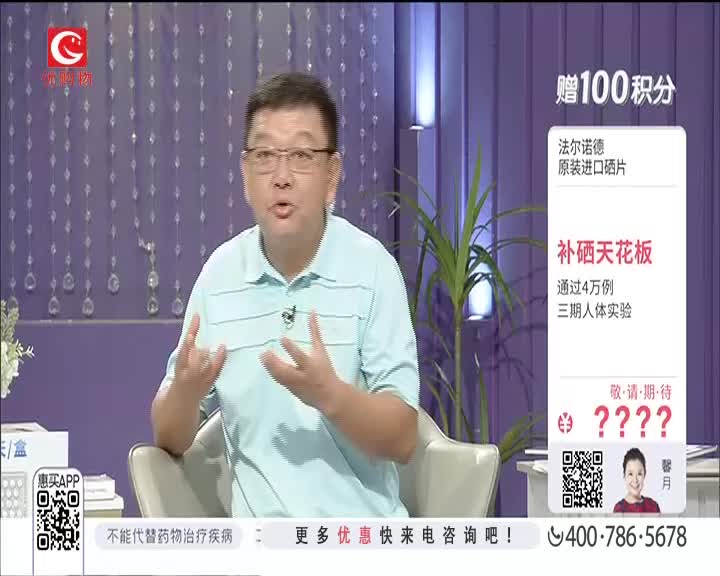 优购物
赠100积分
法尔诺德
原装进口硒片
补硒天花板
通过4万例
三期人体实验
敬·请·期·待
¥ ????
馨月
/盒
惠买APP
不能代替药物治疗疾病
更多优惠快来电咨询吧！
400-786-5678